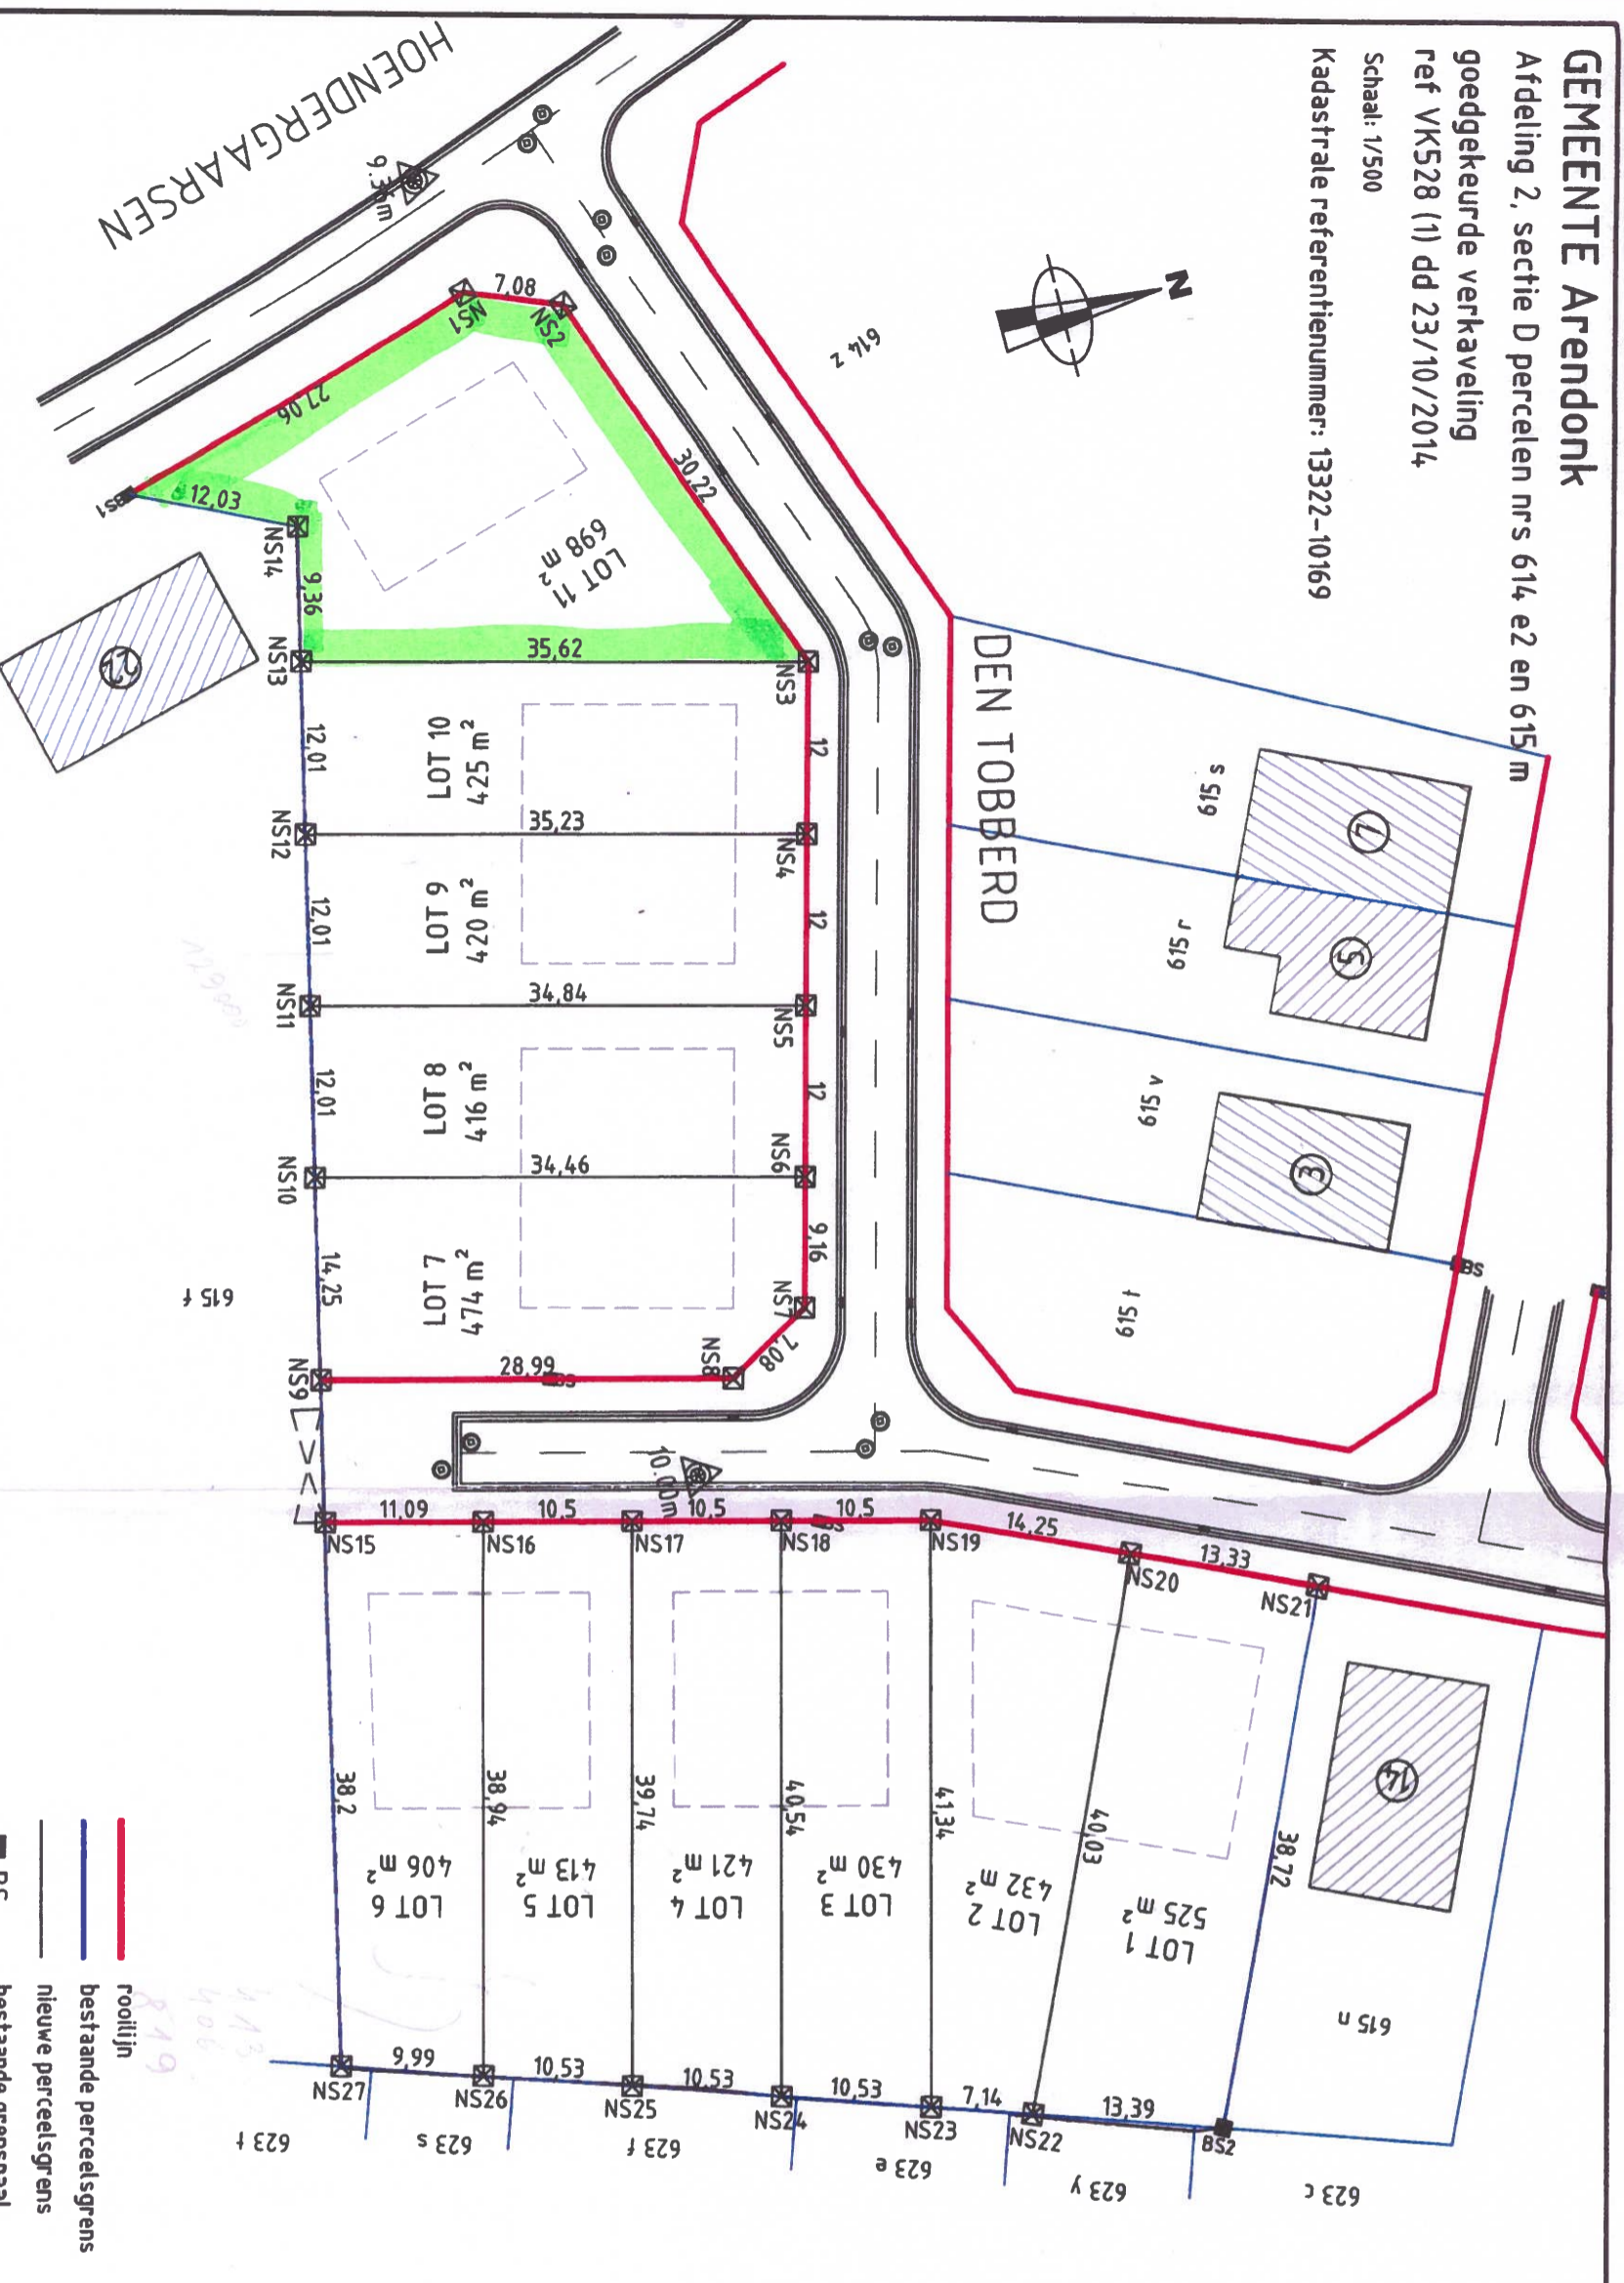 GEMEENTE Arendonk
Afdeling 2, sectie D percelen nrs 614 e2 en 615 m
goedgekeurde verkaveling
ref VK528 (1) dd 23/10/2014
Schaal: 1/500
Kadastrale referentienummer: 13322-10169
N
HOENDERGAARSEN
9.36m
614 z
DEN TOBBERD
615 s
7
615 r
5
615 v
3
615 t
BS
NS1
7,08
NS2
27,06
30,22
BS1
12,03
NS14
9,36
NS13
35,62
NS3
LOT 11
698 m²
12,01
LOT 10
425 m²
12
NS12
35,23
NS4
12,01
LOT 9
420 m²
12
NS11
34,84
NS5
12,01
LOT 8
416 m²
12
NS10
34,46
NS6
14,25
LOT 7
474 m²
9,16
NS7
7,08
NS8
28,99
NS9
615 f
10.00m
NS15
11,09
NS16
10,5
NS17
10,5
NS18
10,5
NS19
14,25
NS20
13,33
NS21
14
615 n
38,2
38,94
39,74
40,54
41,34
40,03
38,72
LOT 6
406 m²
LOT 5
413 m²
LOT 4
421 m²
LOT 3
430 m²
LOT 2
432 m²
LOT 1
525 m²
NS27
9,99
NS26
10,53
NS25
10,53
NS24
10,53
NS23
7,14
NS22
13,39
BS2
623 t
623 s
623 f
623 e
623 y
623 c
413
406
819
rooilijn
bestaande perceelsgrens
nieuwe perceelsgrens